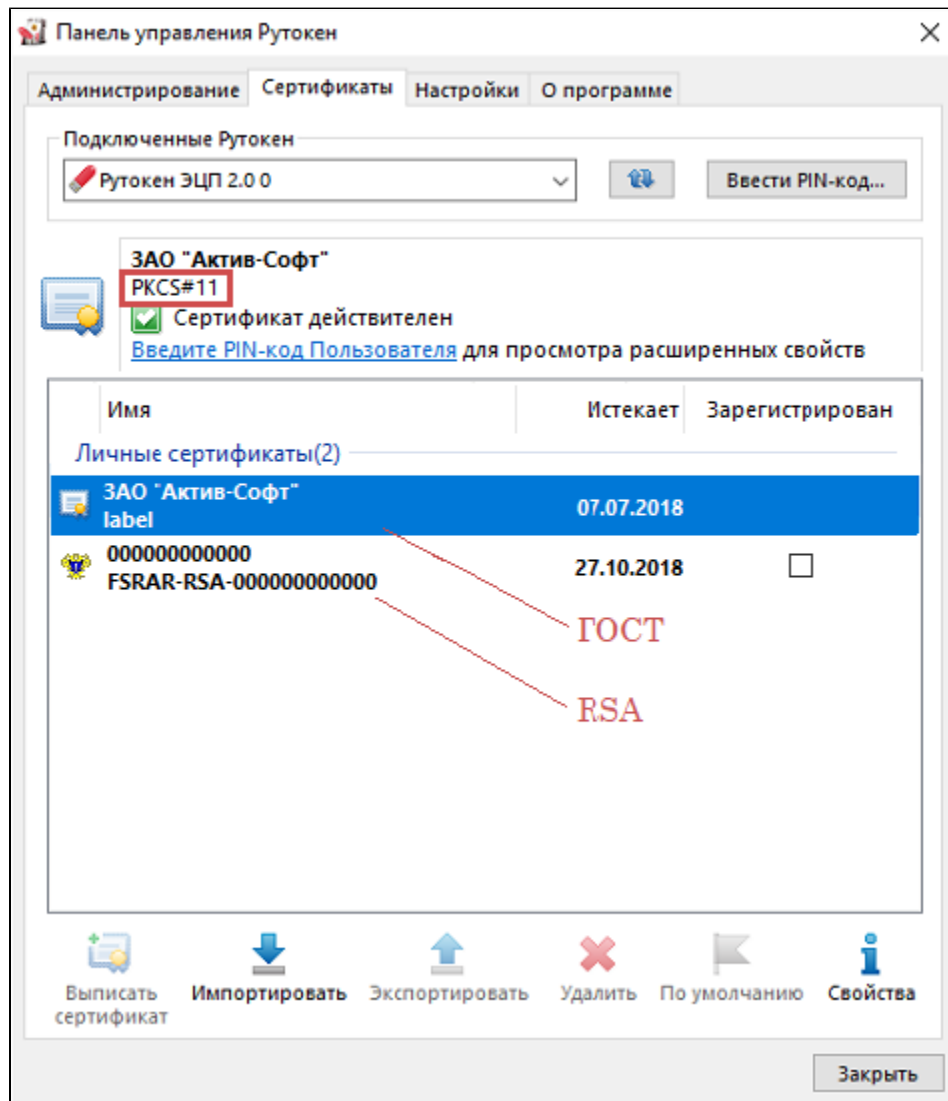 Панель управления Рутокен
Администрирование Сертификаты Настройки О программе
Подключенные Рутокен
Рутокен ЭЦП 2.0 0 Ввести PIN-код...
ЗАО "Актив-Софт"
PKCS#11
Сертификат действителен
Введите PIN-код Пользователя для просмотра расширенных свойств
Имя Истекает Зарегистрирован
Личные сертификаты(2)
ЗАО "Актив-Софт"
label 07.07.2018
000000000000
FSRAR-RSA-000000000000 27.10.2018
ГОСТ
RSA
Выписать сертификат Импортировать Экспортировать Удалить По умолчанию Свойства
Закрыть